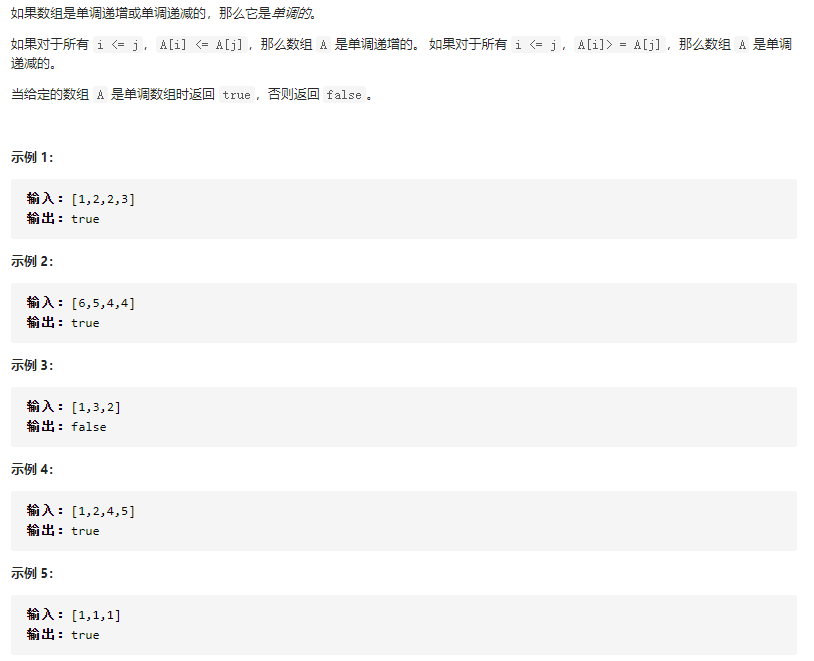 如果数组是单调递增或单调递减的，那么它是单调的。
如果对于所有 i <= j，A[i] <= A[j]，那么数组 A 是单调递增的。 如果对于所有 i <= j，A[i]> = A[j]，那么数组 A 是单调
递减的。
当给定的数组 A 是单调数组时返回 true，否则返回 false。
示例 1：
输入：[1,2,2,3]
输出：true
示例 2：
输入：[6,5,4,4]
输出：true
示例 3：
输入：[1,3,2]
输出：false
示例 4：
输入：[1,2,4,5]
输出：true
示例 5：
输入：[1,1,1]
输出：true